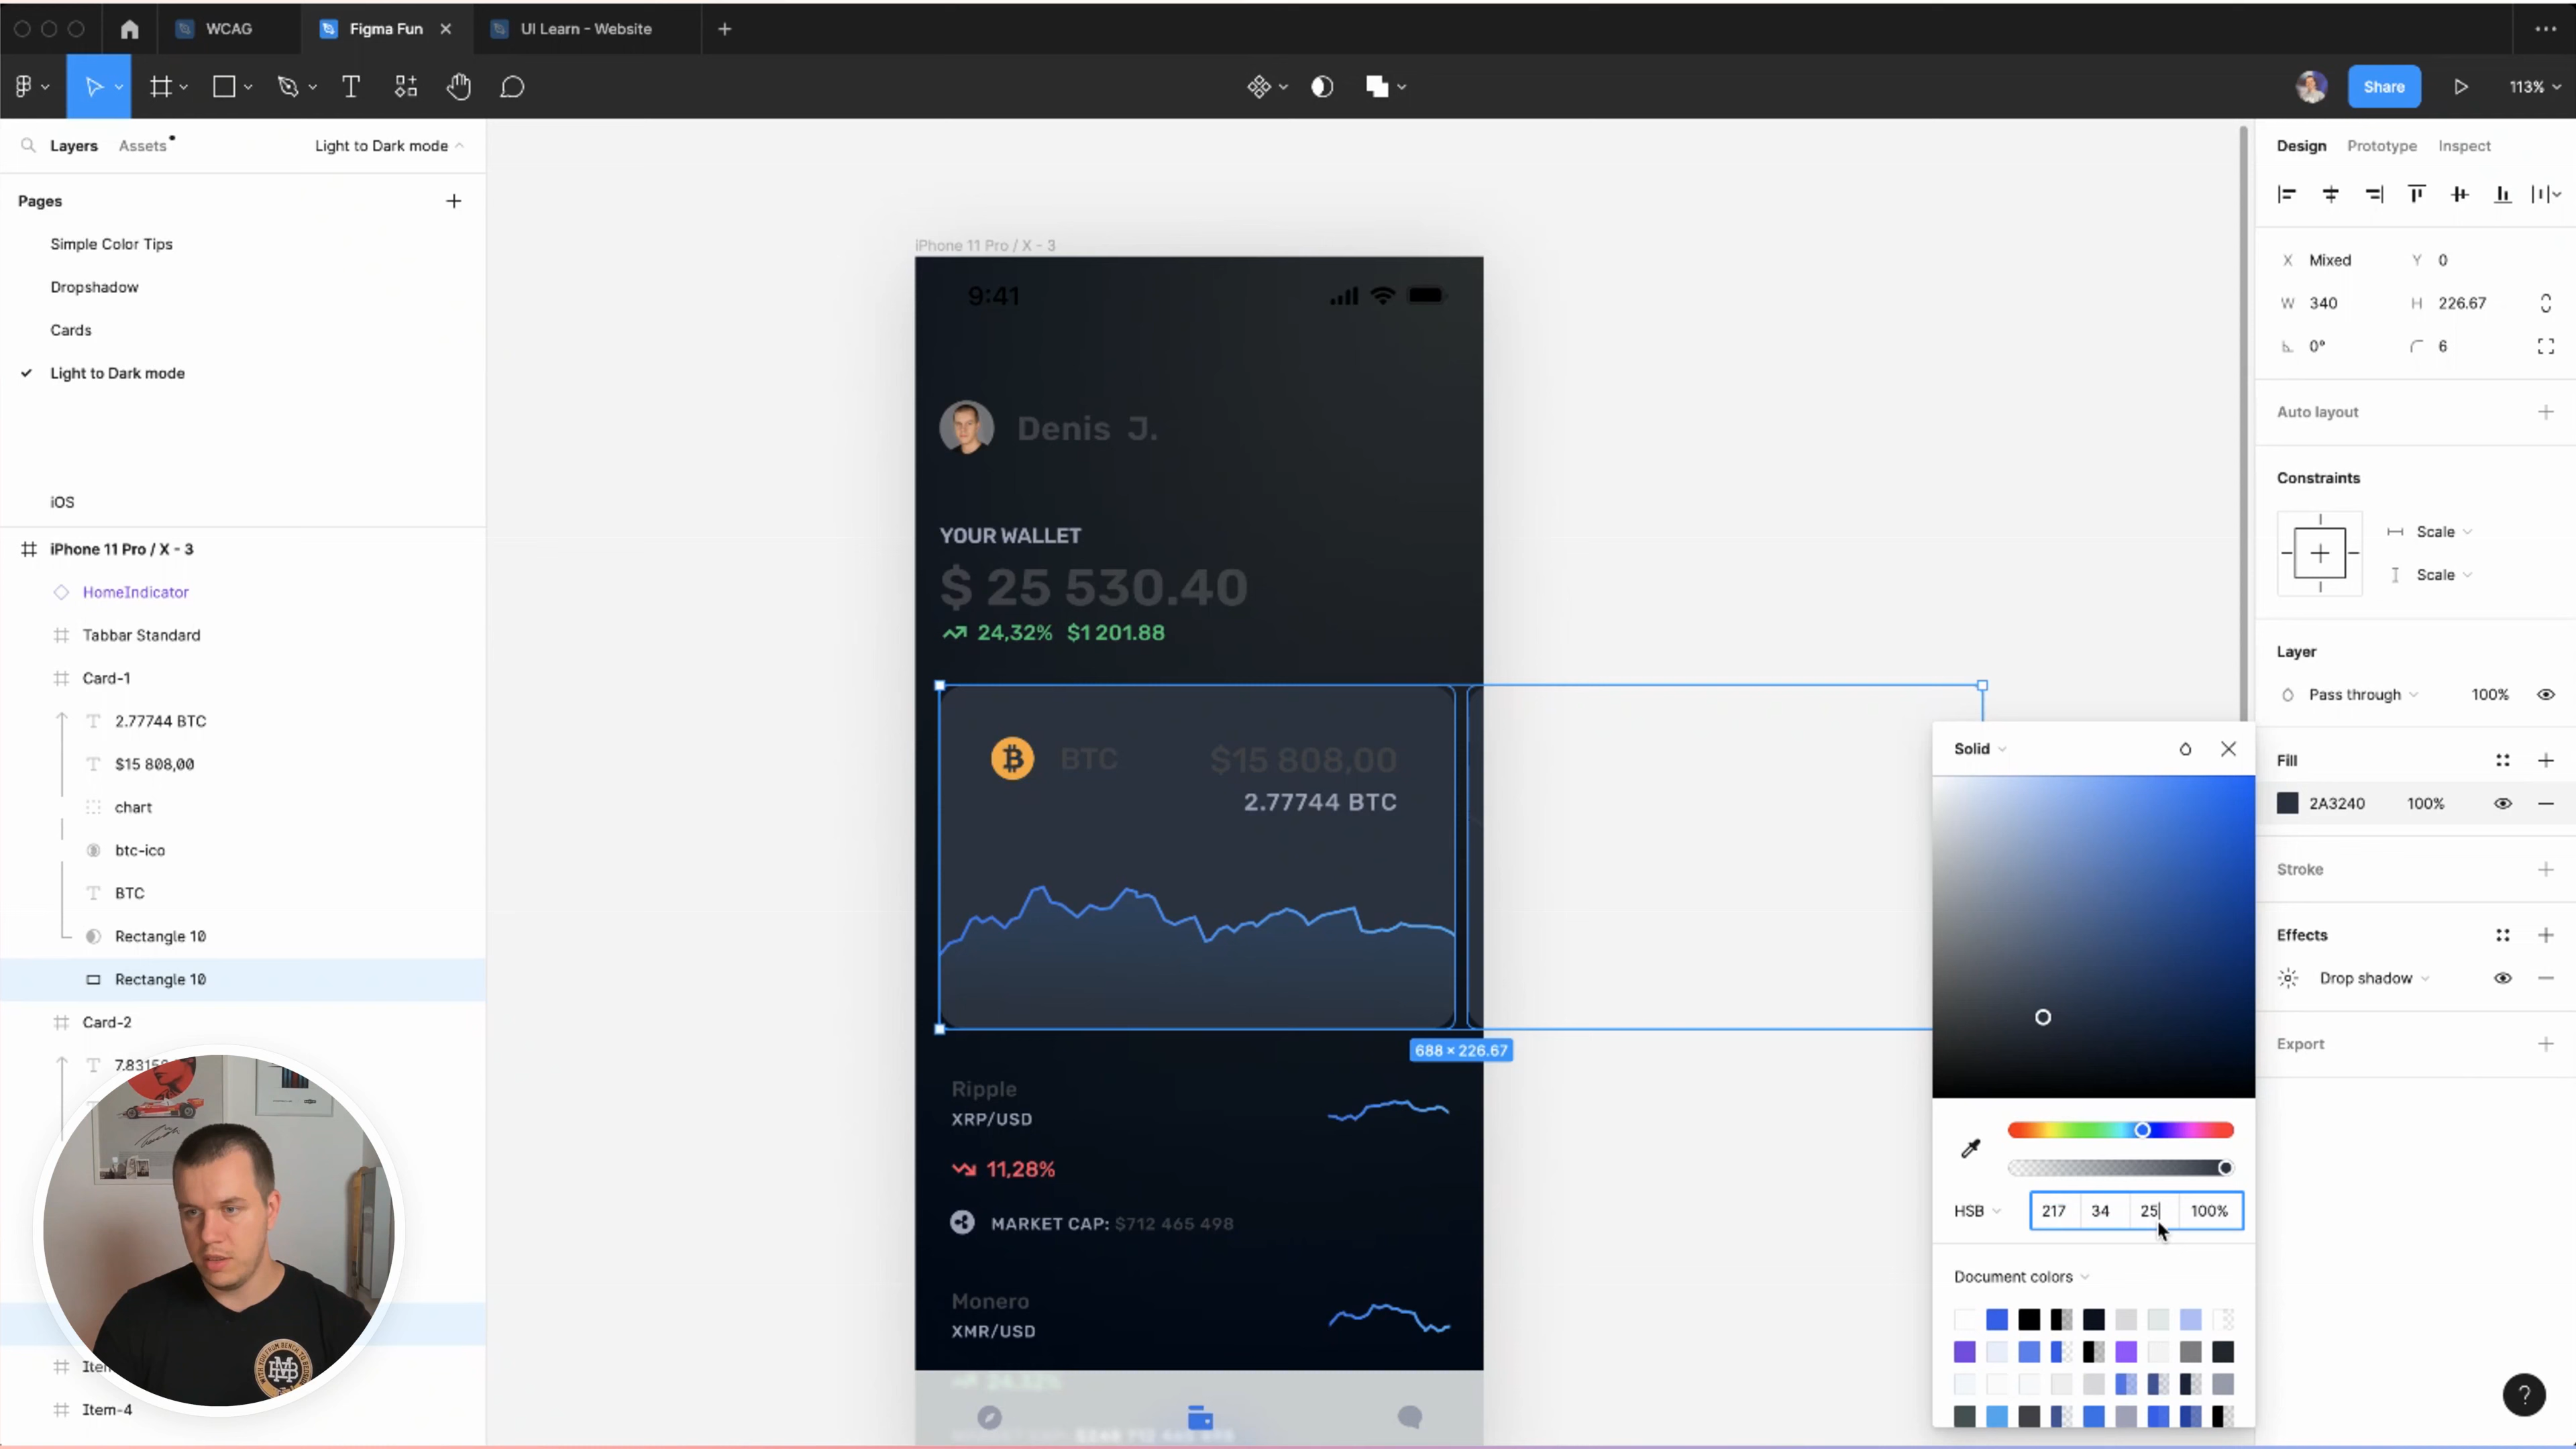 WCAG
Figma Fun
UI Learn - Website
Share
113%
Layers
Assets
Light to Dark mode
Pages
Simple Color Tips
Dropshadow
Cards
Light to Dark mode
iOS
iPhone 11 Pro / X - 3
HomeIndicator
Tabbar Standard
Card-1
2.77744 BTC
$15 808,00
chart
btc-ico
BTC
Rectangle 10
Rectangle 10
Card-2
Item-4
iPhone 11 Pro / X - 3
9:41
Denis J.
YOUR WALLET
$ 25 530.40
24,32% $1 201.88
BTC $15 808,00
2.77744 BTC
688 × 226.67
Ripple
XRP/USD
11,28%
MARKET CAP: $712 465 498
Monero
XMR/USD
24,32%
Design
Prototype
Inspect
X Mixed Y 0
W 340 H 226.67
0° 6
Auto layout
Constraints
Scale
Scale
Layer
Pass through 100%
Fill
2A3240 100%
Stroke
Effects
Drop shadow
Export
Solid
HSB 217 34 25 100%
Document colors
?